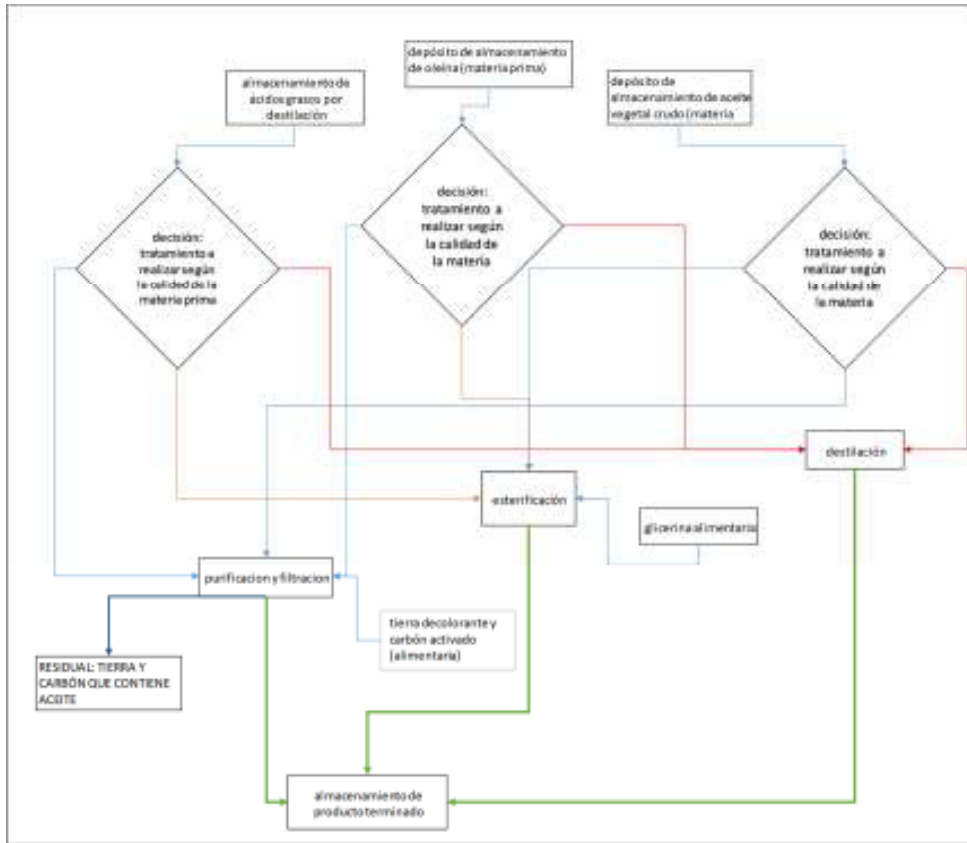 depósito de almacenamiento
de oleína (materia prima)
almacenamiento de
ácidos grasos por
destilación
depósito de
almacenamiento de aceite
vegetal crudo (materia
decisión:
tratamiento a
realizar según
la calidad de
la materia
decisión:
tratamiento a
realizar según
la calidad de la
materia prima
decisión:
tratamiento a
realizar según
la calidad de
la materia
destilación
esterificación
glicerina alimentaria
purificacion y filtracion
tierra decolorante y
carbón activado
(alimentaria)
RESIDUAL: TIERRA Y
CARBÓN QUE CONTIENE
ACEITE
almacenamiento de
producto terminado